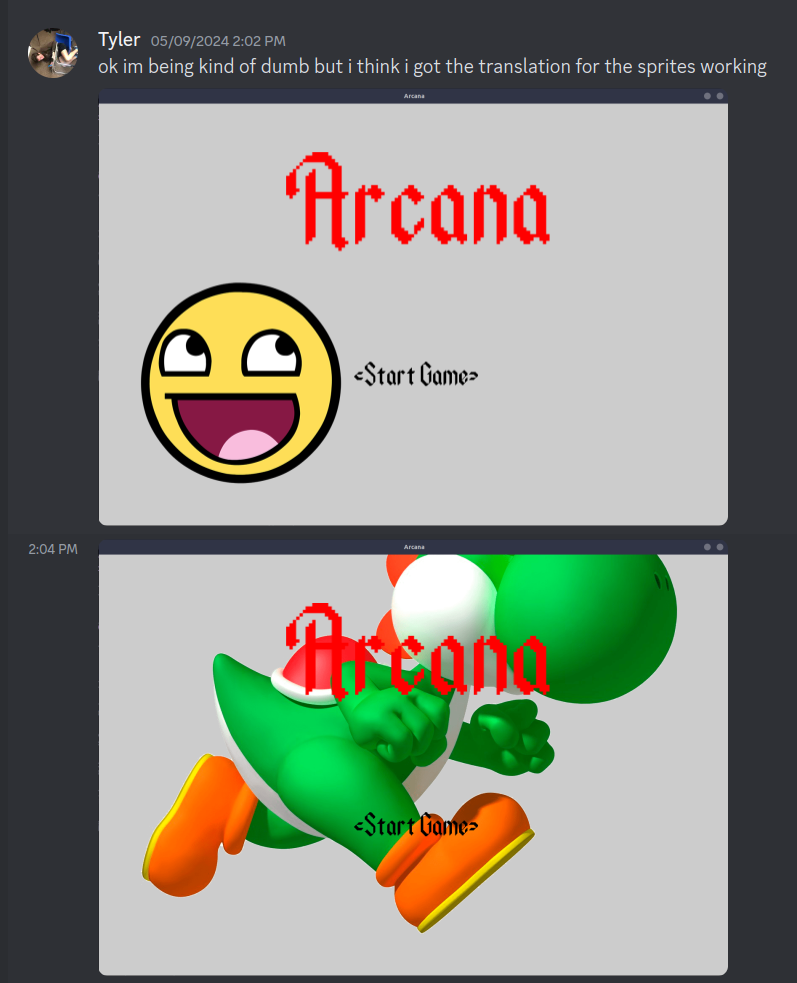 Tyler 05/09/2024 2:02 PM
ok im being kind of dumb but i think i got the translation for the sprites working
Arcana
Arcana
<Start Game>
2:04 PM
Arcana
Arcana
<Start Game>